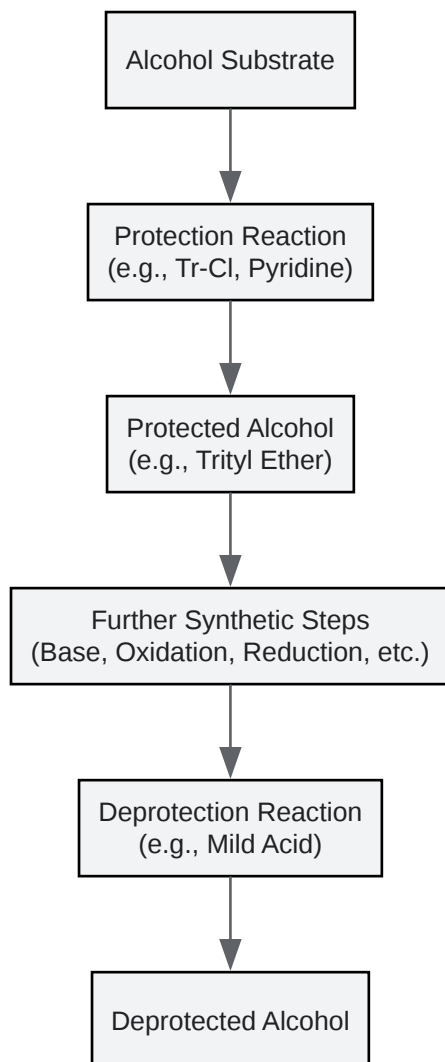 Alcohol Substrate
Protection Reaction
(e.g., Tr-Cl, Pyridine)
Protected Alcohol
(e.g., Trityl Ether)
Further Synthetic Steps
(Base, Oxidation, Reduction, etc.)
Deprotection Reaction
(e.g., Mild Acid)
Deprotected Alcohol